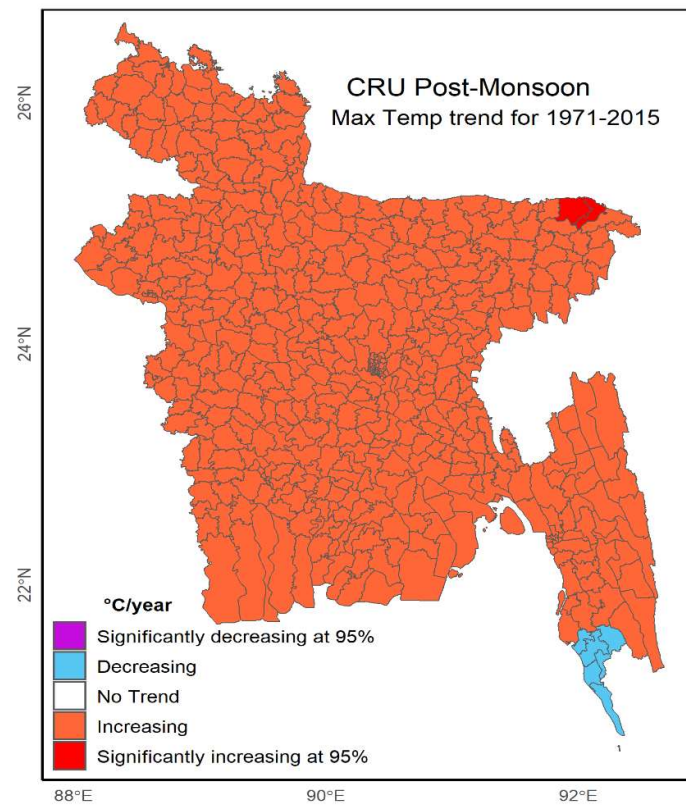 CRU Post-Monsoon
Max Temp trend for 1971-2015
26°N
24°N
22°N
°C/year
Significantly decreasing at 95%
Decreasing
No Trend
Increasing
Significantly increasing at 95%
88°E 90°E 92°E